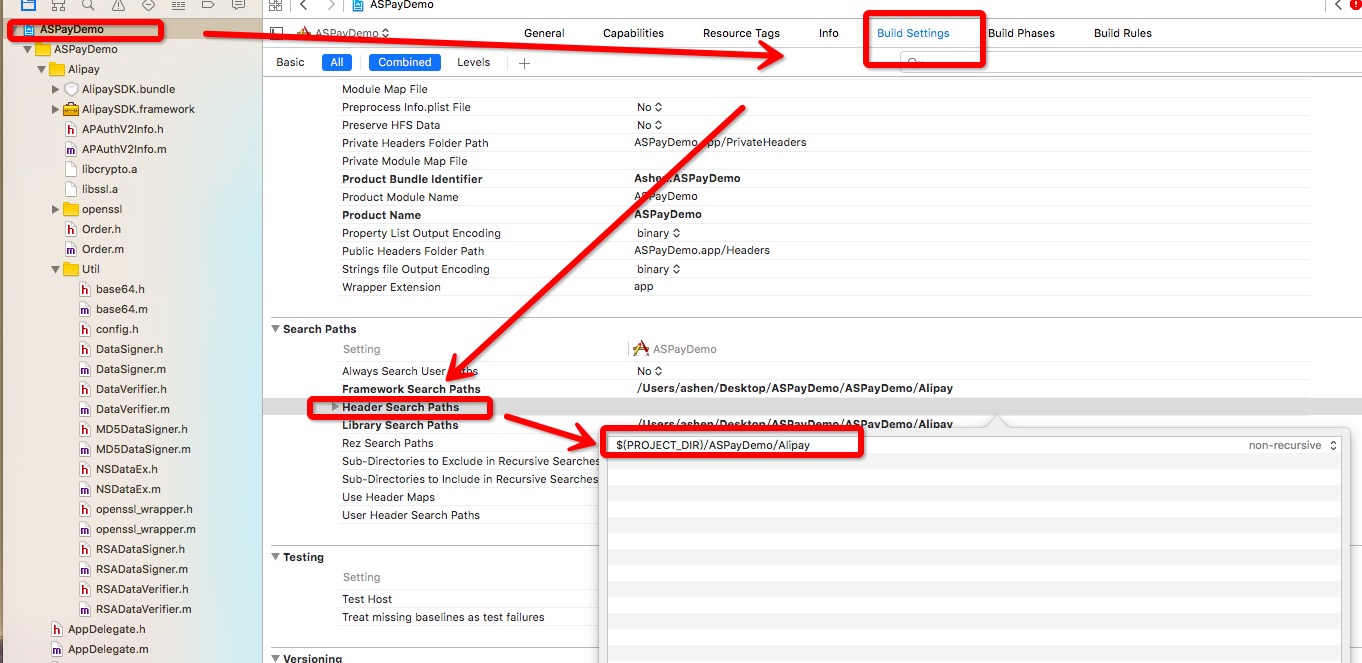 ASPayDemo
ASPayDemo
ASPayDemo
Alipay
AlipaySDK.bundle
AlipaySDK.framework
APAuthV2Info.h
APAuthV2Info.m
libcrypto.a
libssl.a
openssl
Order.h
Order.m
Util
base64.h
base64.m
config.h
DataSigner.h
DataSigner.m
DataVerifier.h
DataVerifier.m
MD5DataSigner.h
MD5DataSigner.m
NSDataEx.h
NSDataEx.m
openssl_wrapper.h
openssl_wrapper.m
RSADataSigner.h
RSADataSigner.m
RSADataVerifier.h
RSADataVerifier.m
AppDelegate.h
AppDelegate.m
ASPayDemo General Capabilities Resource Tags Info Build Settings Build Phases Build Rules
Basic All Combined Levels
Module Map File
Preprocess Info.plist File No
Preserve HFS Data No
Private Headers Folder Path ASPayDemo.app/PrivateHeaders
Private Module Map File
Product Bundle Identifier Ashen.ASPayDemo
Product Module Name ASPayDemo
Product Name ASPayDemo
Property List Output Encoding binary
Public Headers Folder Path ASPayDemo.app/Headers
Strings file Output Encoding binary
Wrapper Extension app
Search Paths
Setting ASPayDemo
Always Search User Paths No
Framework Search Paths /Users/ashen/Desktop/ASPayDemo/ASPayDemo/Alipay
Header Search Paths
Library Search Paths /Users/ashen/Desktop/ASPayDemo/ASPayDemo/Alipay
Rez Search Paths
$(PROJECT_DIR)/ASPayDemo/Alipay non-recursive
Sub-Directories to Exclude in Recursive Searches
Sub-Directories to Include in Recursive Searches
Use Header Maps
User Header Search Paths
Testing
Setting
Test Host
Treat missing baselines as test failures
Versioning